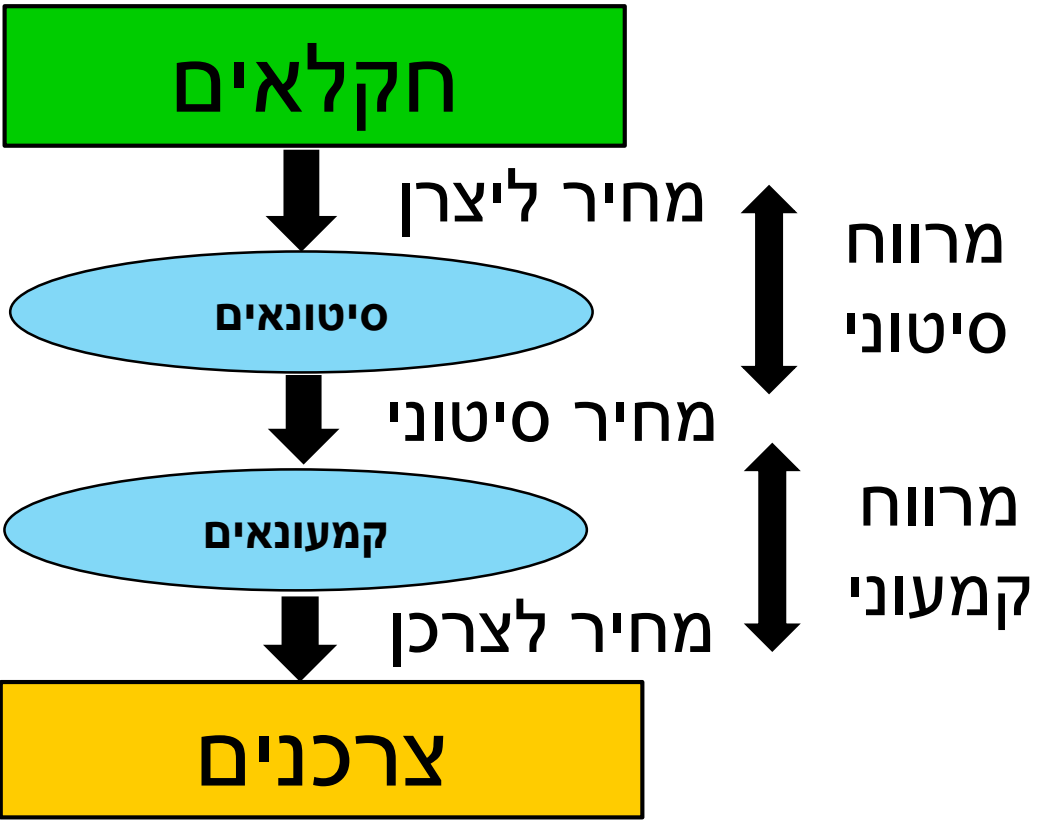 חקלאים
מחיר ליצרן
מרווח
סיטוני
סיטונאים
מחיר סיטוני
מרווח
קמעוני
קמעונאים
מחיר לצרכן
צרכנים